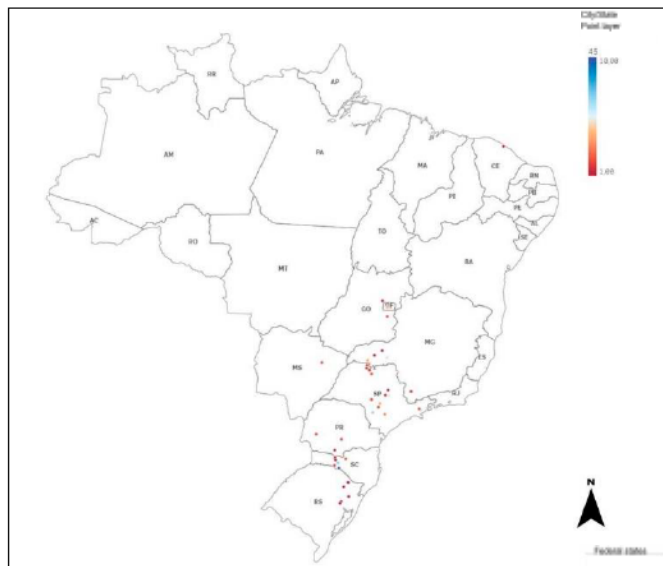 City/State
Point layer
45
10,00
1,00
RR
AP
AM
PA
MA
CE
RN
PB
PI
PE
AL
SE
AC
TO
RO
BA
MT
GO
DF
MG
ES
MS
SP
RJ
PR
SC
RS
N
Federal states